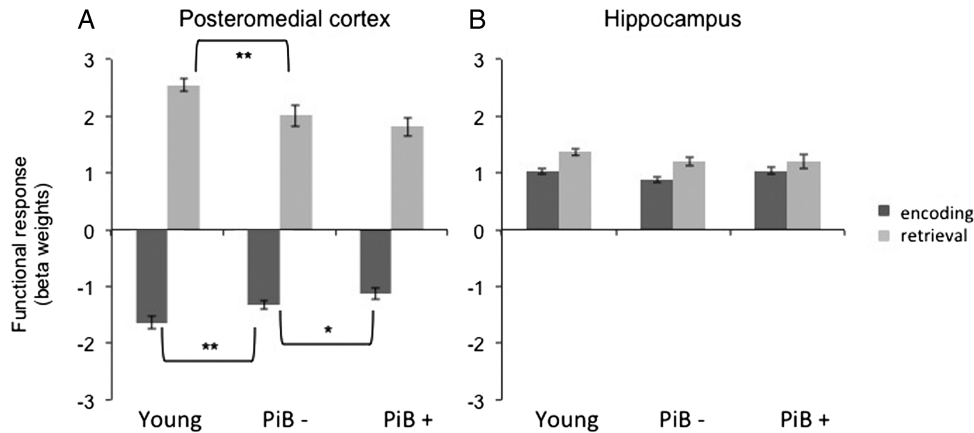 A Posteromedial cortex
B Hippocampus
Functional response
(beta weights)
3
2
1
0
-1
-2
-3
**
**
*
Young PiB - PiB +
3
2
1
0
-1
-2
-3
Young PiB - PiB +
encoding
retrieval